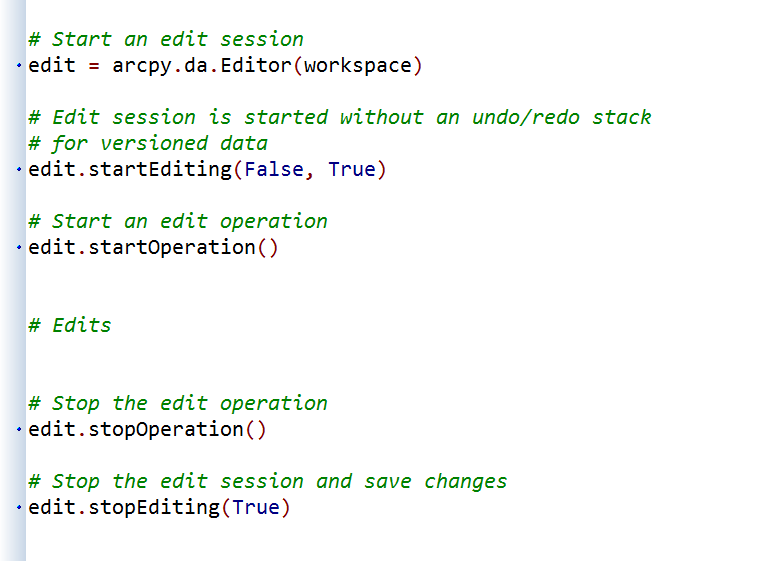 # Start an edit session
edit = arcpy.da.Editor(workspace)
# Edit session is started without an undo/redo stack
# for versioned data
edit.startEditing(False, True)
# Start an edit operation
edit.startOperation()
# Edits
# Stop the edit operation
edit.stopOperation()
# Stop the edit session and save changes
edit.stopEditing(True)